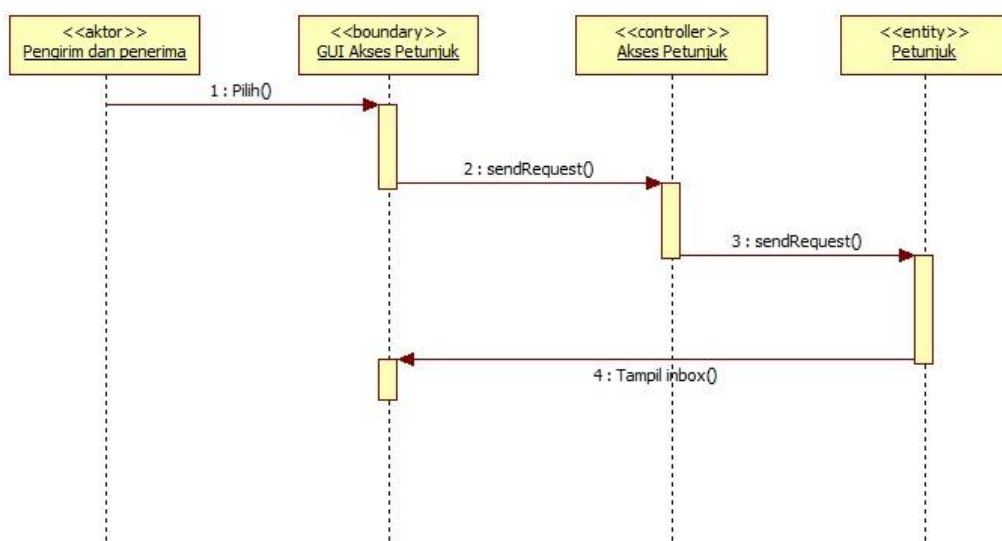 <<aktor>>
Pengirim dan penerima
<<boundary>>
GUI Akses Petunjuk
<<controller>>
Akses Petunjuk
<<entity>>
Petunjuk
1 : Pilih()
2 : sendRequest()
3 : sendRequest()
4 : Tampil inbox()